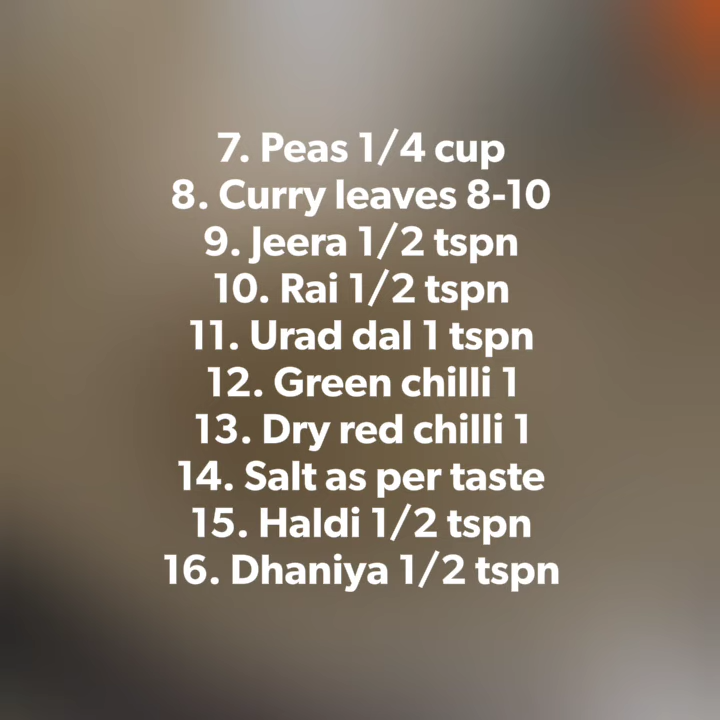 7. Peas 1/4 cup
8. Curry leaves 8-10
9. Jeera 1/2 tspn
10. Rai 1/2 tspn
11. Urad dal 1 tspn
12. Green chilli 1
13. Dry red chilli 1
14. Salt as per taste
15. Haldi 1/2 tspn
16. Dhaniya 1/2 tspn